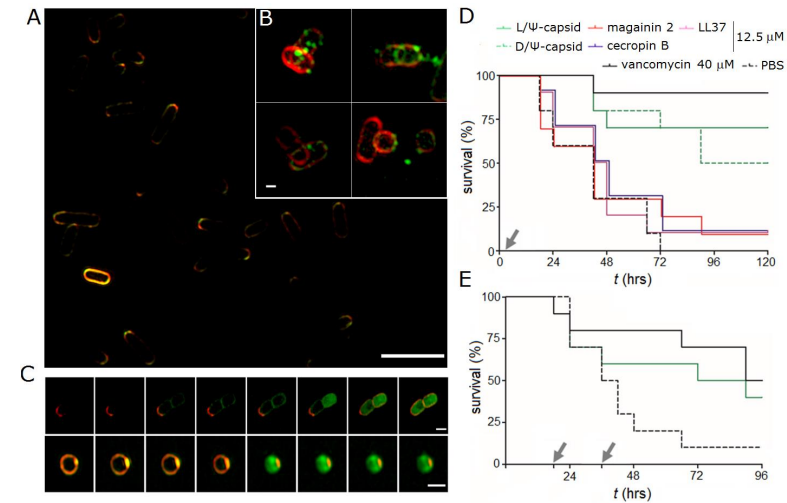 A
B
C
D
L/Ψ-capsid magainin 2 LL37
D/Ψ-capsid cecropin B
12.5 µM
vancomycin 40 µM PBS
100
75
50
25
0
survival (%)
0 24 48 72 96 120
t (hrs)
E
100
75
50
25
0
survival (%)
24 48 72 96
t (hrs)